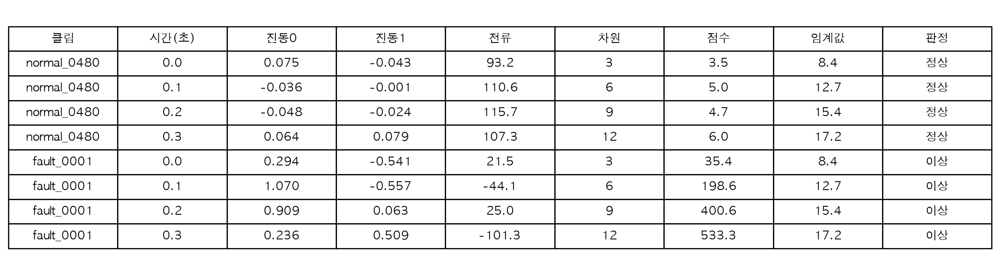 클립 시간(초) 진동0 진동1 전류 차원 점수 임계값 판정
normal_0480 0.0 0.075 -0.043 93.2 3 3.5 8.4 정상
normal_0480 0.1 -0.036 -0.001 110.6 6 5.0 12.7 정상
normal_0480 0.2 -0.048 -0.024 115.7 9 4.7 15.4 정상
normal_0480 0.3 0.064 0.079 107.3 12 6.0 17.2 정상
fault_0001 0.0 0.294 -0.541 21.5 3 35.4 8.4 이상
fault_0001 0.1 1.070 -0.557 -44.1 6 198.6 12.7 이상
fault_0001 0.2 0.909 0.063 25.0 9 400.6 15.4 이상
fault_0001 0.3 0.236 0.509 -101.3 12 533.3 17.2 이상